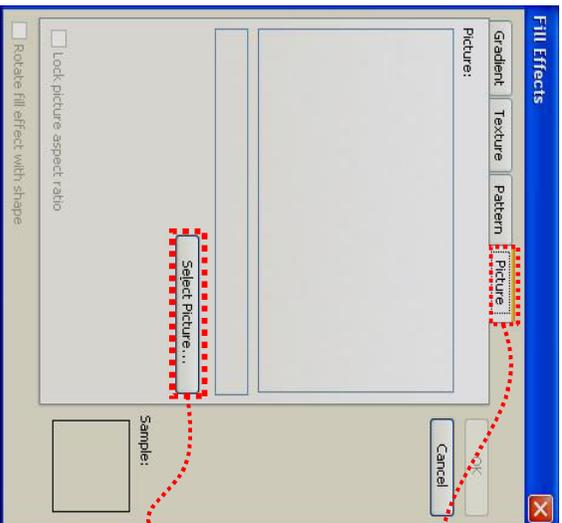 Fill Effects
Gradient Texture Pattern Picture
Picture:
OK
Cancel
Select Picture...
Sample:
Lock picture aspect ratio
Rotate fill effect with shape